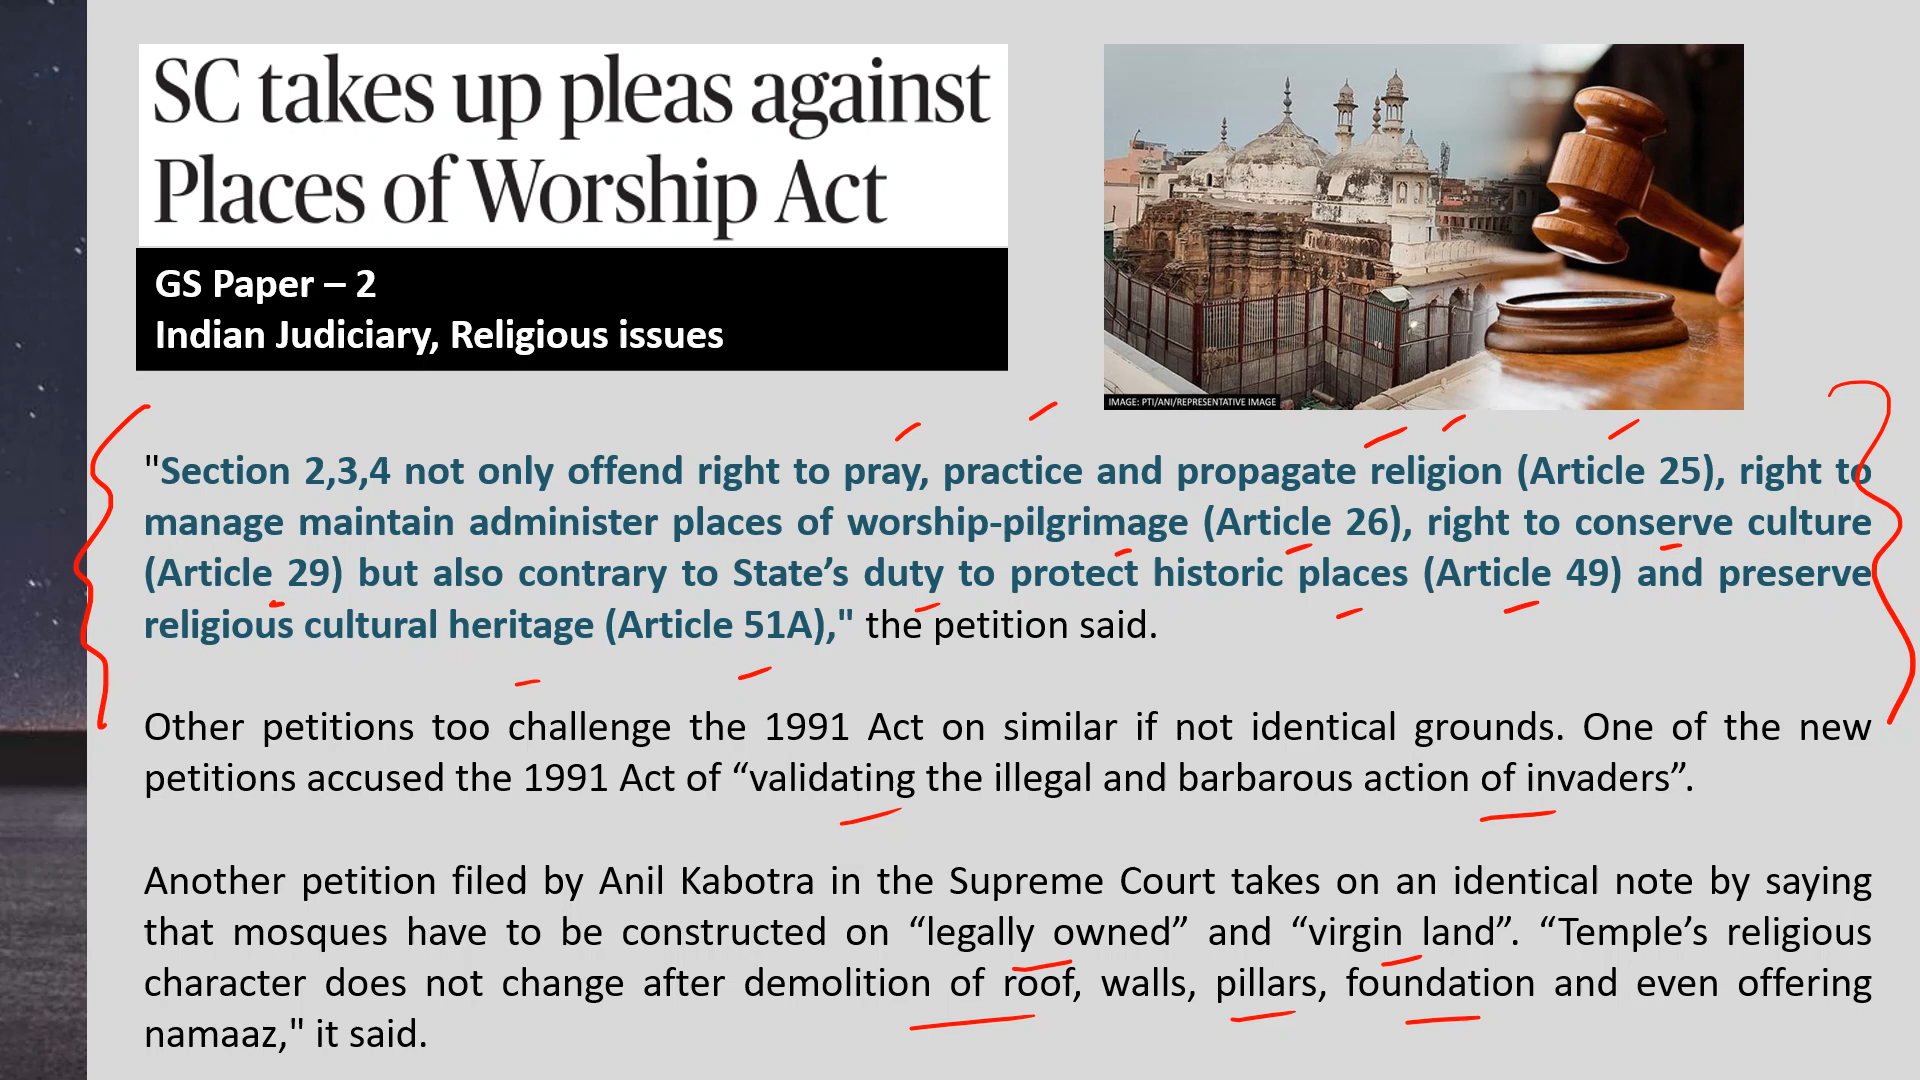 SC takes up pleas against
Places of Worship Act
GS Paper – 2
Indian Judiciary, Religious issues
IMAGE: PTI/ANI/REPRESENTATIVE IMAGE
"Section 2,3,4 not only offend right to pray, practice and propagate religion (Article 25), right to
manage maintain administer places of worship-pilgrimage (Article 26), right to conserve culture
(Article 29) but also contrary to State’s duty to protect historic places (Article 49) and preserve
religious cultural heritage (Article 51A)," the petition said.
Other petitions too challenge the 1991 Act on similar if not identical grounds. One of the new
petitions accused the 1991 Act of “validating the illegal and barbarous action of invaders”.
Another petition filed by Anil Kabotra in the Supreme Court takes on an identical note by saying
that mosques have to be constructed on “legally owned” and “virgin land”. “Temple’s religious
character does not change after demolition of roof, walls, pillars, foundation and even offering
namaaz," it said.